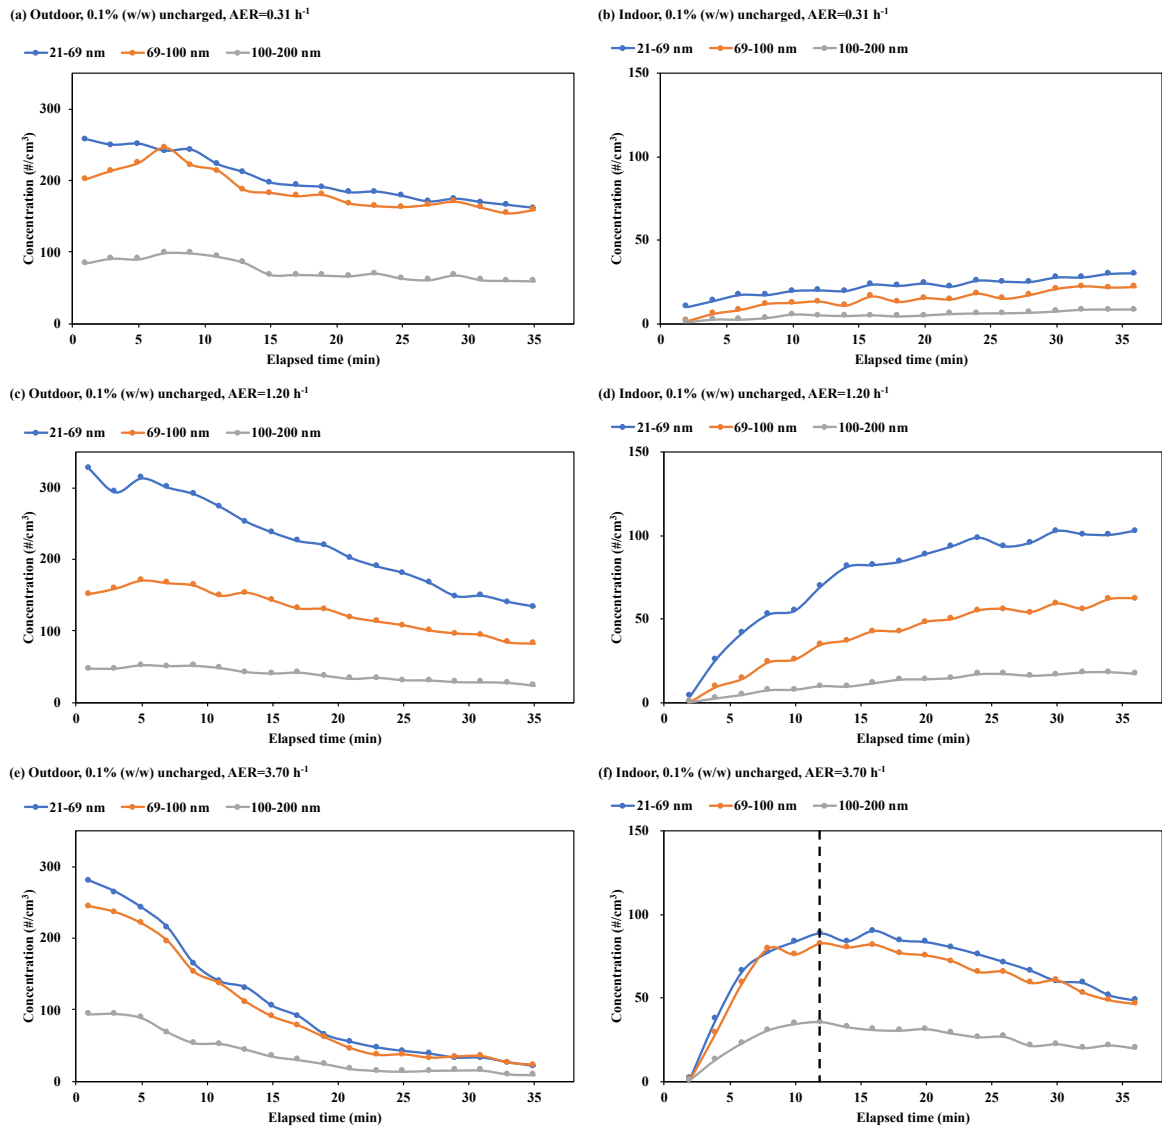 (a) Outdoor, 0.1% (w/w) uncharged, AER=0.31 h⁻¹
21-69 nm 69-100 nm 100-200 nm
Concentration (#/cm³)
300
200
100
0
0 5 10 15 20 25 30 35
Elapsed time (min)
(b) Indoor, 0.1% (w/w) uncharged, AER=0.31 h⁻¹
21-69 nm 69-100 nm 100-200 nm
Concentration (#/cm³)
150
100
50
0
0 5 10 15 20 25 30 35
Elapsed time (min)
(c) Outdoor, 0.1% (w/w) uncharged, AER=1.20 h⁻¹
21-69 nm 69-100 nm 100-200 nm
Concentration (#/cm³)
300
200
100
0
0 5 10 15 20 25 30 35
Elapsed time (min)
(d) Indoor, 0.1% (w/w) uncharged, AER=1.20 h⁻¹
21-69 nm 69-100 nm 100-200 nm
Concentration (#/cm³)
150
100
50
0
0 5 10 15 20 25 30 35
Elapsed time (min)
(e) Outdoor, 0.1% (w/w) uncharged, AER=3.70 h⁻¹
21-69 nm 69-100 nm 100-200 nm
Concentration (#/cm³)
300
200
100
0
0 5 10 15 20 25 30 35
Elapsed time (min)
(f) Indoor, 0.1% (w/w) uncharged, AER=3.70 h⁻¹
21-69 nm 69-100 nm 100-200 nm
Concentration (#/cm³)
150
100
50
0
0 5 10 15 20 25 30 35
Elapsed time (min)